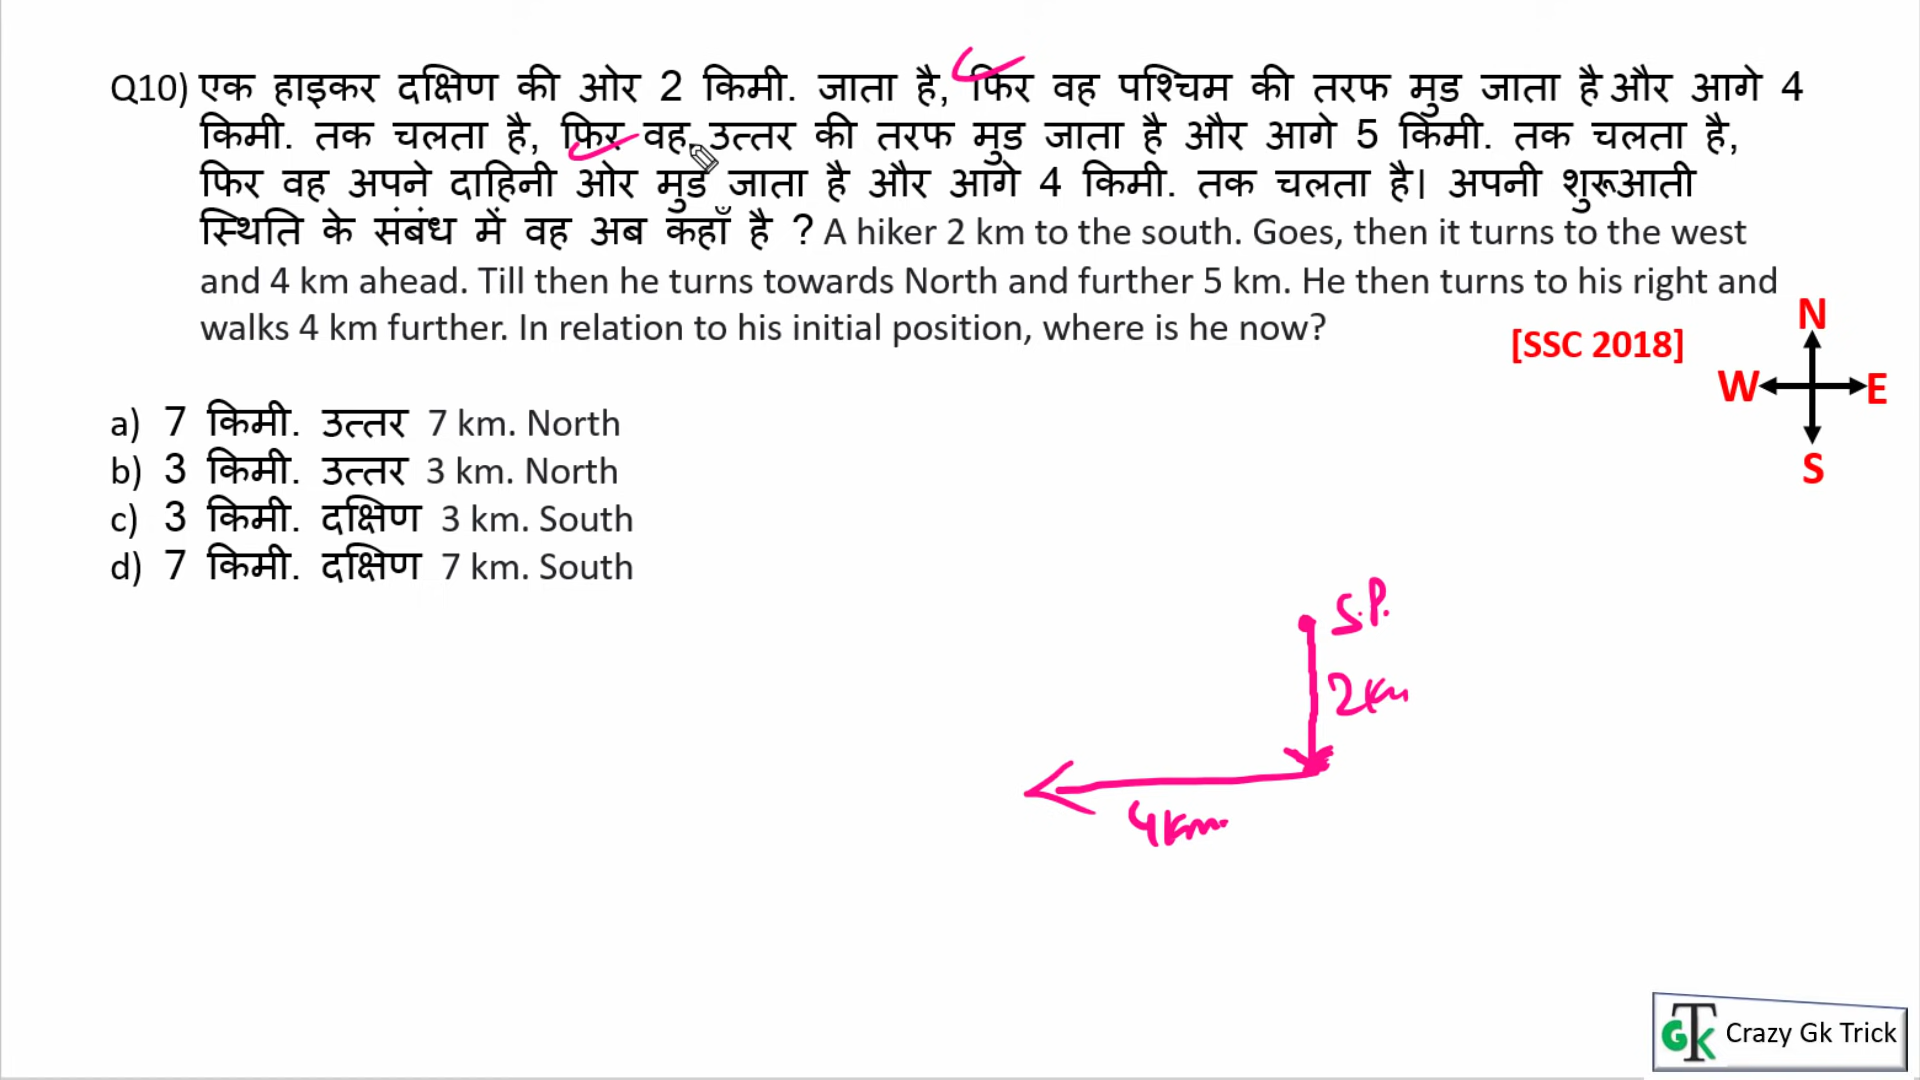 Q10) एक हाइकर दक्षिण की ओर 2 किमी. जाता है, फिर वह पश्चिम की तरफ मुड जाता है और आगे 4
किमी. तक चलता है, फिर वह उत्तर की तरफ मुड जाता है और आगे 5 किमी. तक चलता है,
फिर वह अपने दाहिनी ओर मुड जाता है और आगे 4 किमी. तक चलता है। अपनी शुरूआती
स्थिति के संबंध में वह अब कहाँ है ? A hiker 2 km to the south. Goes, then it turns to the west
and 4 km ahead. Till then he turns towards North and further 5 km. He then turns to his right and
walks 4 km further. In relation to his initial position, where is he now?
[SSC 2018]
N
W E
S
a) 7 किमी. उत्तर 7 km. North
b) 3 किमी. उत्तर 3 km. North
c) 3 किमी. दक्षिण 3 km. South
d) 7 किमी. दक्षिण 7 km. South
S.P.
2km
4km.
GTK Crazy Gk Trick